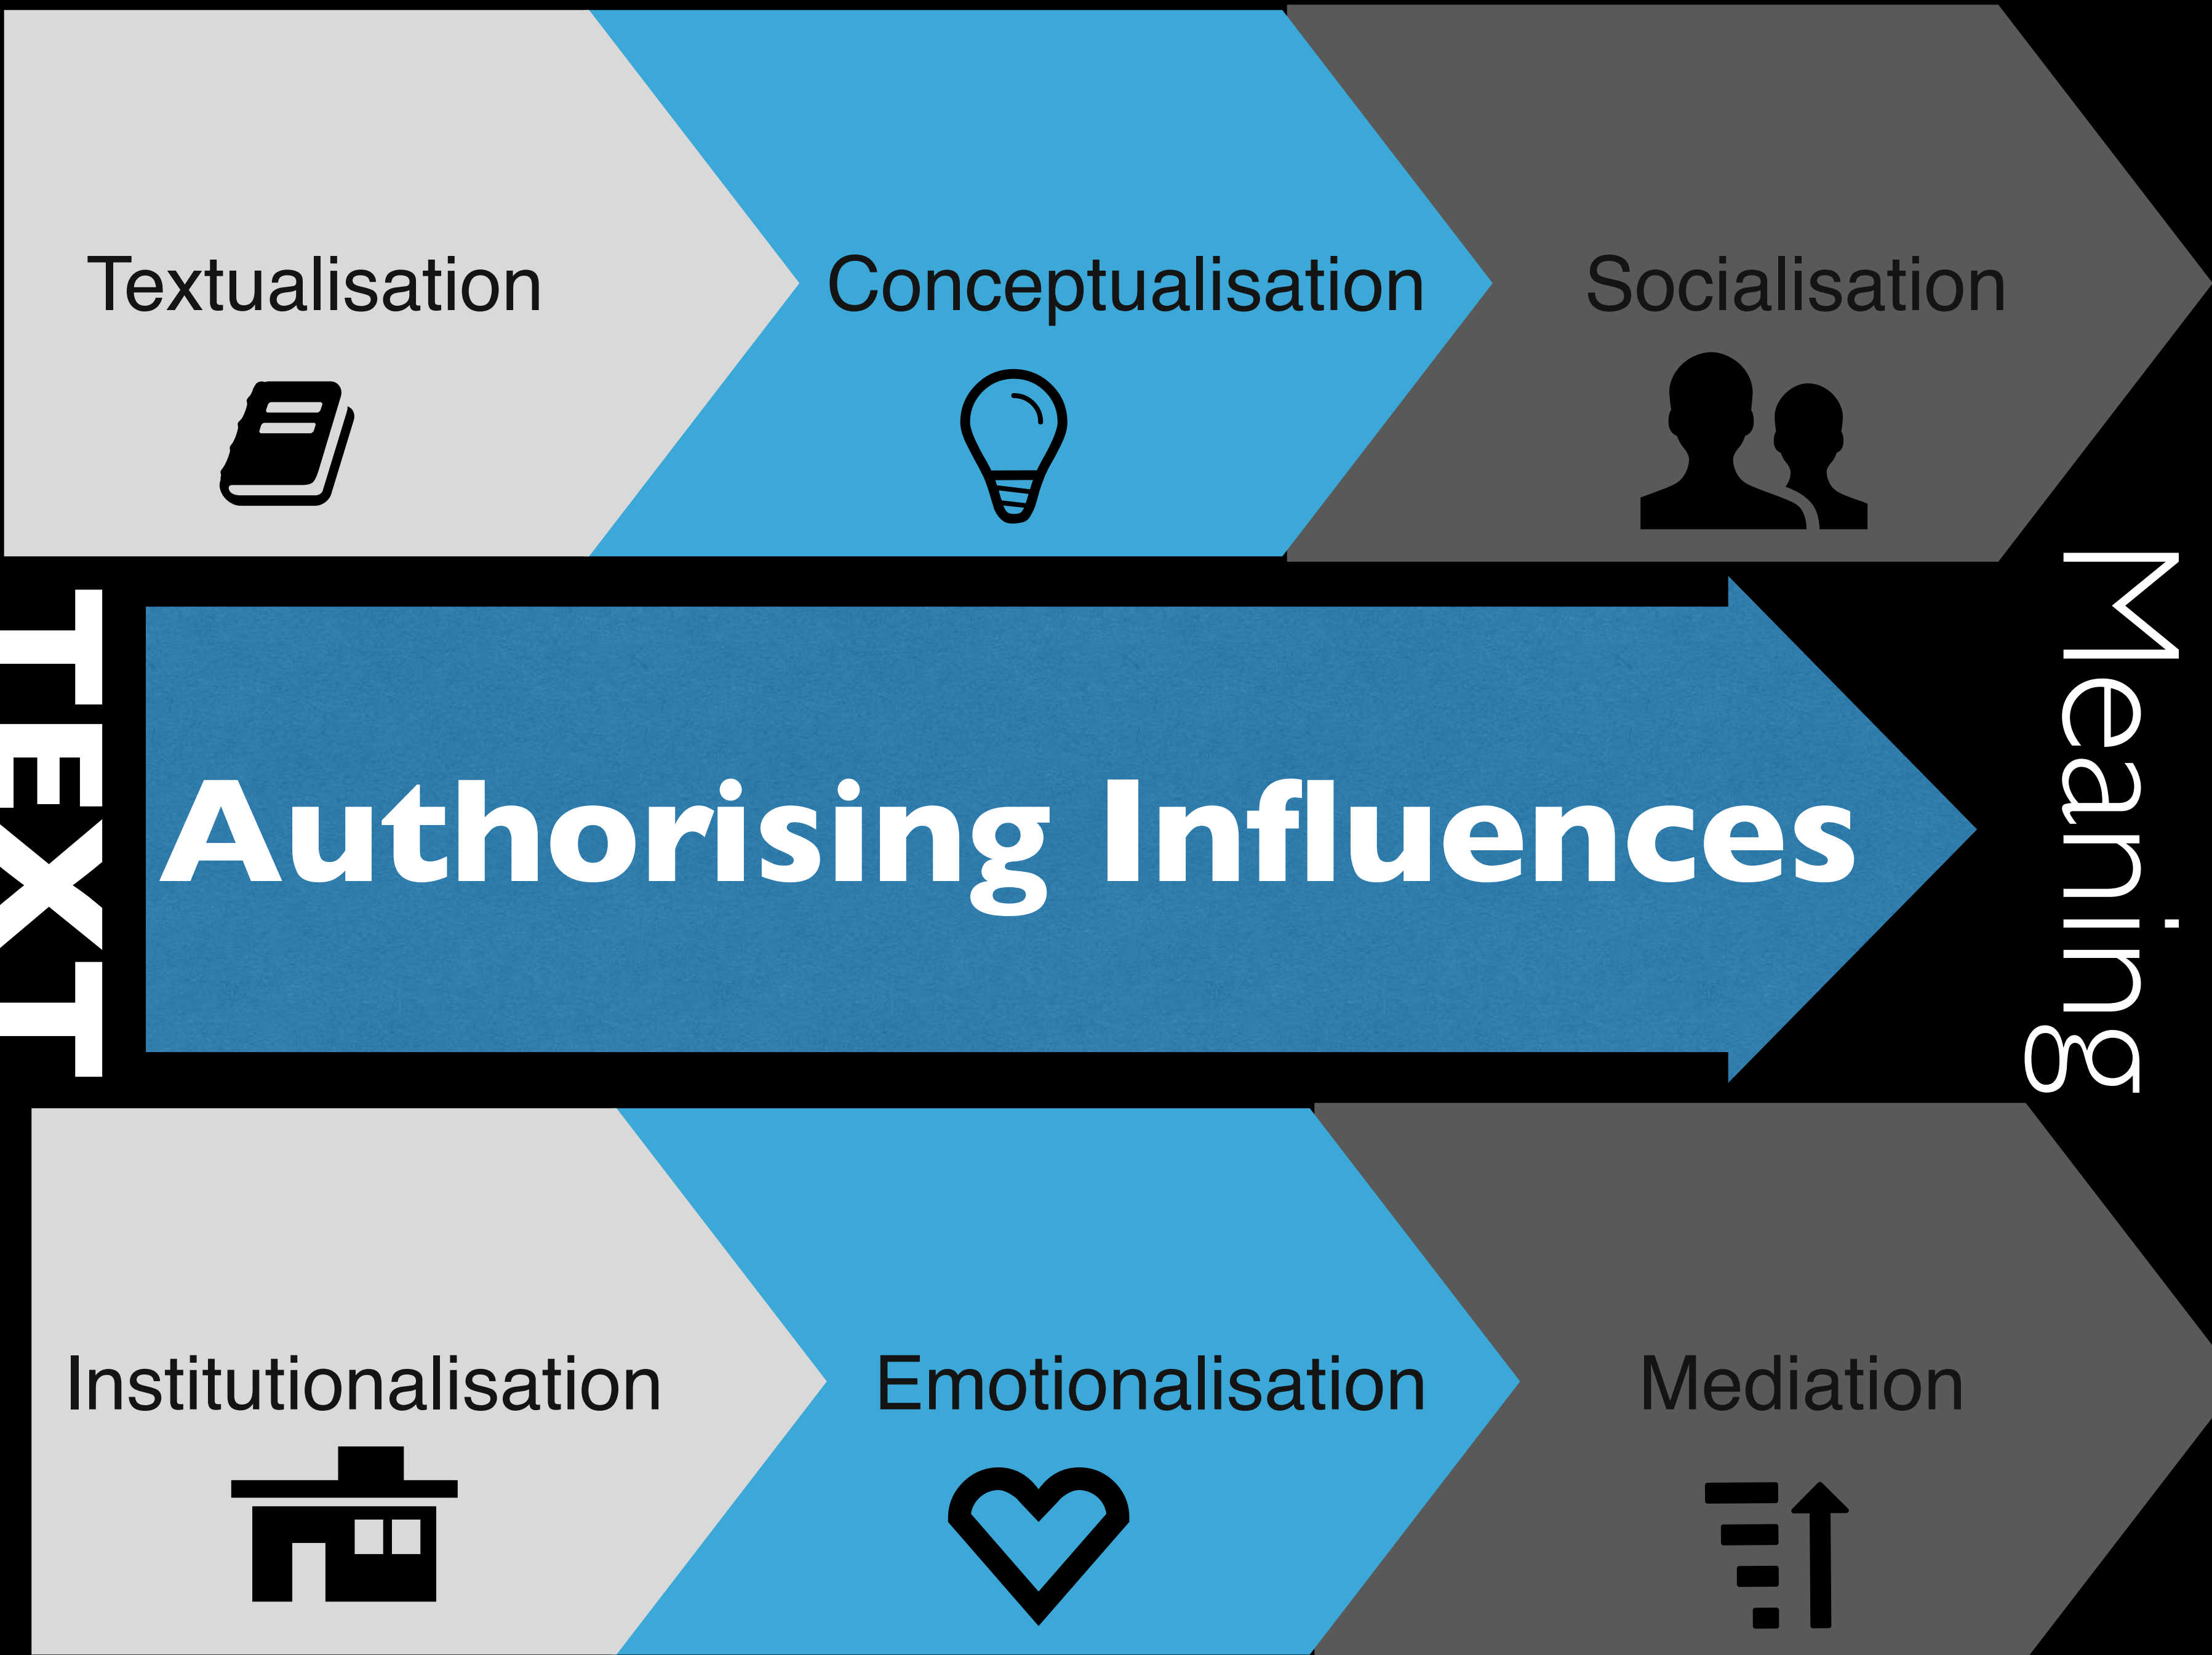 Textualisation
Conceptualisation
Socialisation
TEXT
Authorising Influences
Meaning
Institutionalisation
Emotionalisation
Mediation